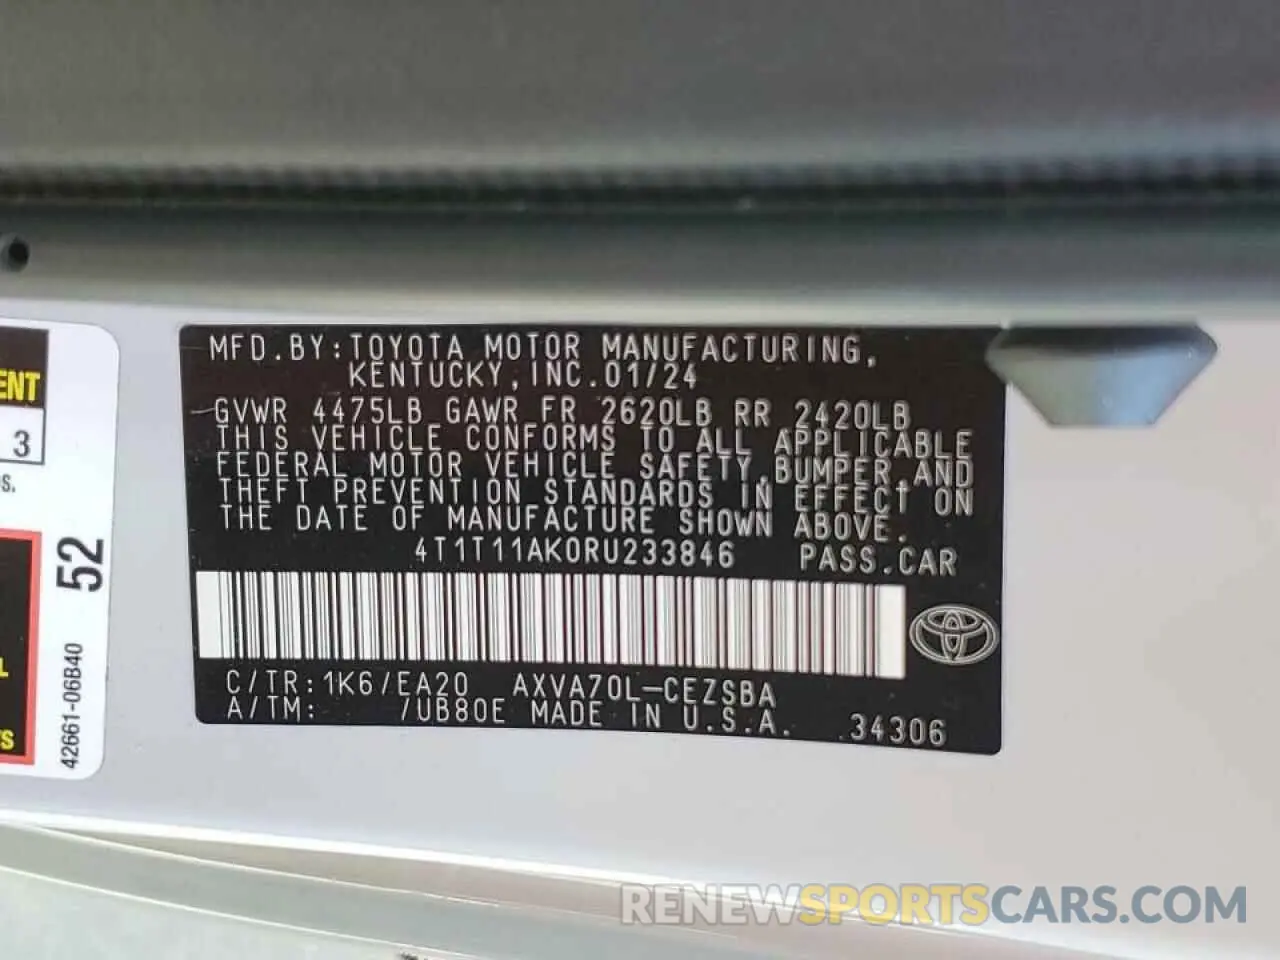 MFD.BY:TOYOTA MOTOR MANUFACTURING,
KENTUCKY,INC.01/24
GVWR 4475LB GAWR FR 2620LB RR 2420LB
THIS VEHICLE CONFORMS TO ALL APPLICABLE
FEDERAL MOTOR VEHICLE SAFETY,BUMPER,AND
THEFT PREVENTION STANDARDS IN EFFECT ON
THE DATE OF MANUFACTURE SHOWN ABOVE.
4T1T11AK0RU233846 PASS.CAR
C/TR:1K6/EA20 AXVA70L-CEZSBA
A/TM: /UB80E MADE IN U.S.A. 34306
ENT
3
S.
52
42661-06B40
L
S
RENEWSPORTSCARS.COM